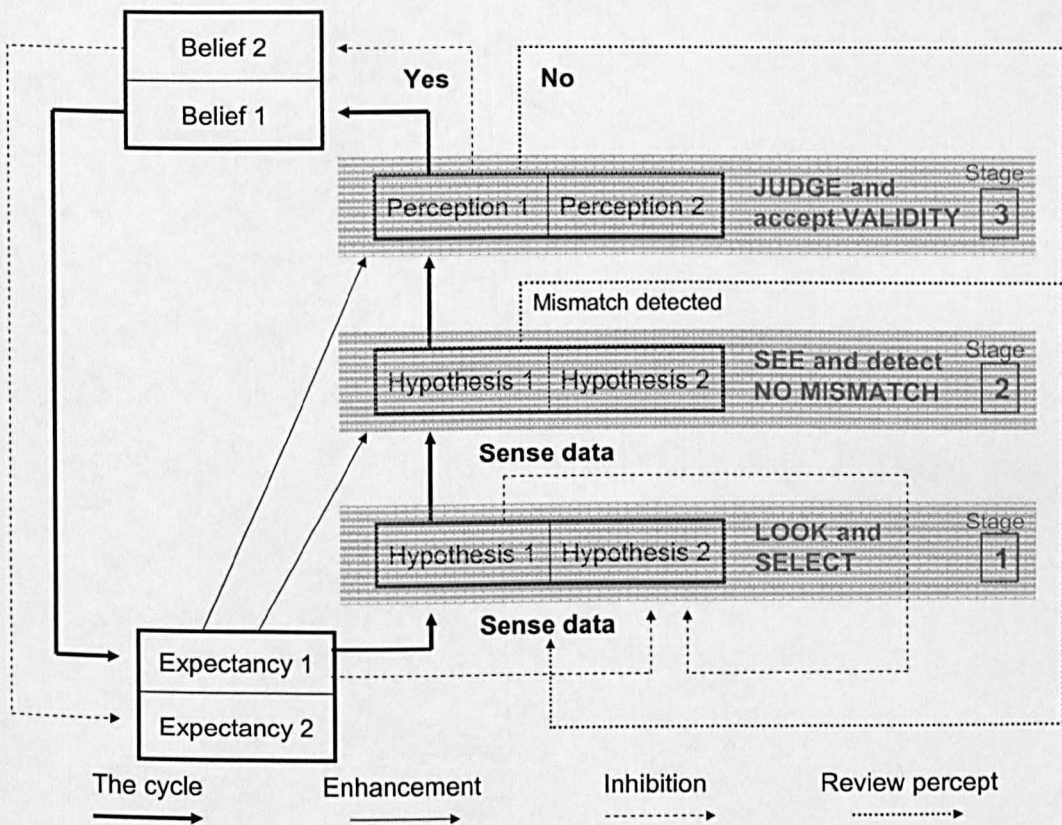 Belief 2
Belief 1
Yes
No
Perception 1
Perception 2
JUDGE and
accept VALIDITY
Stage
3
Mismatch detected
Hypothesis 1
Hypothesis 2
SEE and detect
NO MISMATCH
Stage
2
Sense data
Hypothesis 1
Hypothesis 2
LOOK and
SELECT
Stage
1
Sense data
Expectancy 1
Expectancy 2
The cycle
Enhancement
Inhibition
Review percept